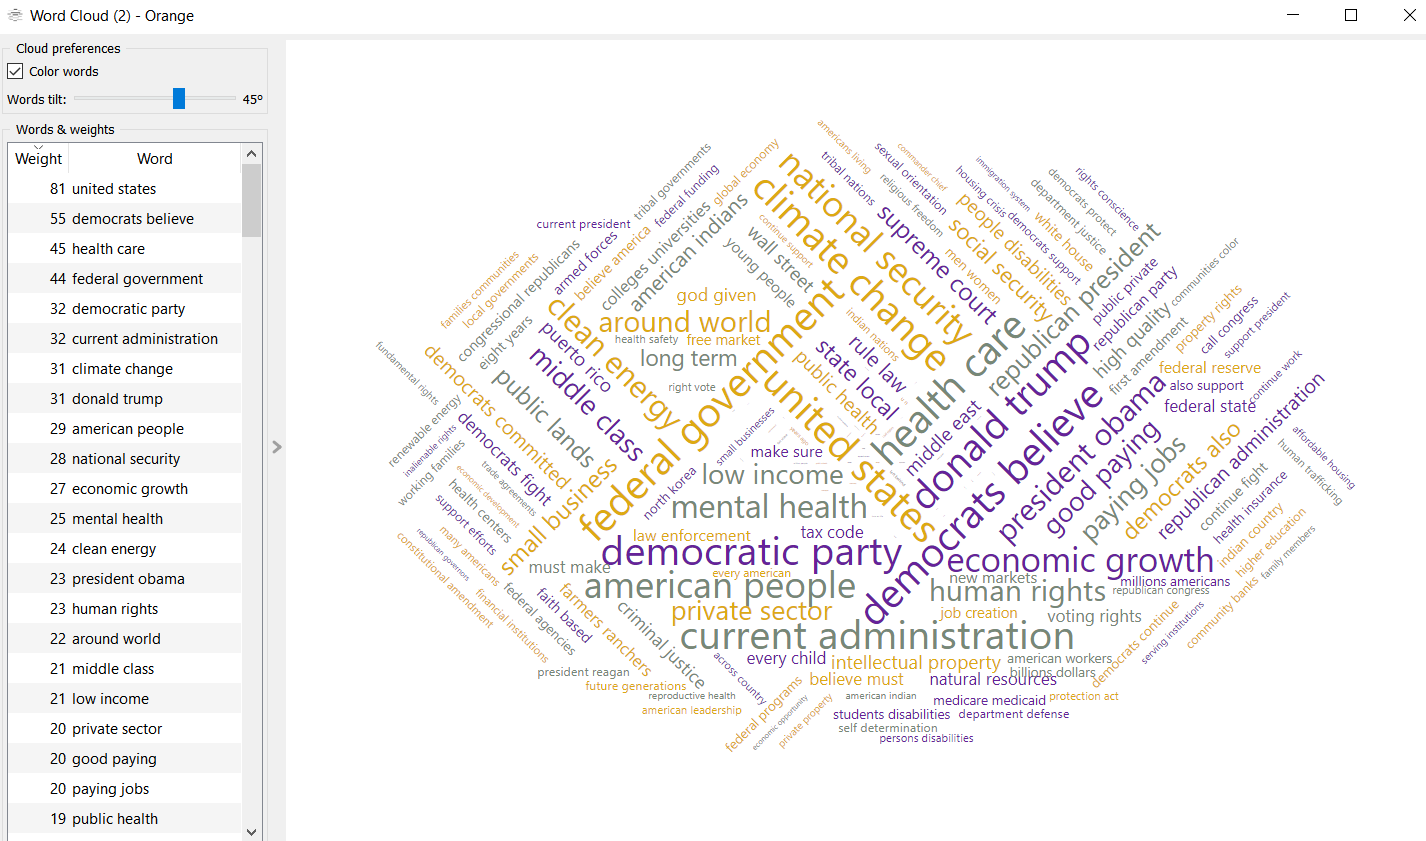 Word Cloud (2) - Orange
Cloud preferences
Color words
Words tilt:
45º
Words & weights
Weight Word
81 united states
55 democrats believe
45 health care
44 federal government
32 democratic party
32 current administration
31 climate change
31 donald trump
29 american people
28 national security
27 economic growth
25 mental health
24 clean energy
23 president obama
23 human rights
22 around world
21 middle class
21 low income
20 private sector
20 good paying
20 paying jobs
19 public health
americans living
commander chief
sexual orientation
tribal nations
religious freedom
immigration system
housing crisis
rights conscience
democrats protect
department justice
tribal governments
global economy
federal funding
national security
climate change
supreme court
people disabilities
white house
democrats support
social security
men women
current president
armed forces
believe america
colleges universities
american indians
continue support
wall street
young people
republican president
public private
republican party
communities color
families communities
local governments
congressional republicans
eight years
god given
around world
health safety
free market
long term
right vote
clean energy
puerto rico
middle class
federal government
indian nations
rule law
state local
public health
united states
health care
middle east
donald trump
democrats believe
president obama
high quality
first amendment
property rights
call congress
support president
federal reserve
also support
federal state
continue work
fundamental rights
renewable energy
working families
inalienable rights
democrats committed
public lands
democrats fight
economic development
trade agreements
health centers
support efforts
small business
small businesses
north korea
make sure
low income
mental health
good paying
paying jobs
democrats also
republican administration
affordable housing
human trafficking
continue fight
health insurance
indian country
higher education
family members
community banks
law enforcement
tax code
democratic party
economic growth
must make
every american
american people
new markets
human rights
millions americans
republican congress
private sector
job creation
voting rights
current administration
constitutional amendment
republican governors
many americans
financial institutions
federal agencies
faith based
farmers ranchers
criminal justice
across country
every child
intellectual property
american workers
billions dollars
democrats continue
serving institutions
president reagan
future generations
reproductive health
american leadership
believe must
natural resources
federal programs
economic opportunity
private property
american indian
medicare medicaid
protection act
students disabilities
department defense
self determination
persons disabilities